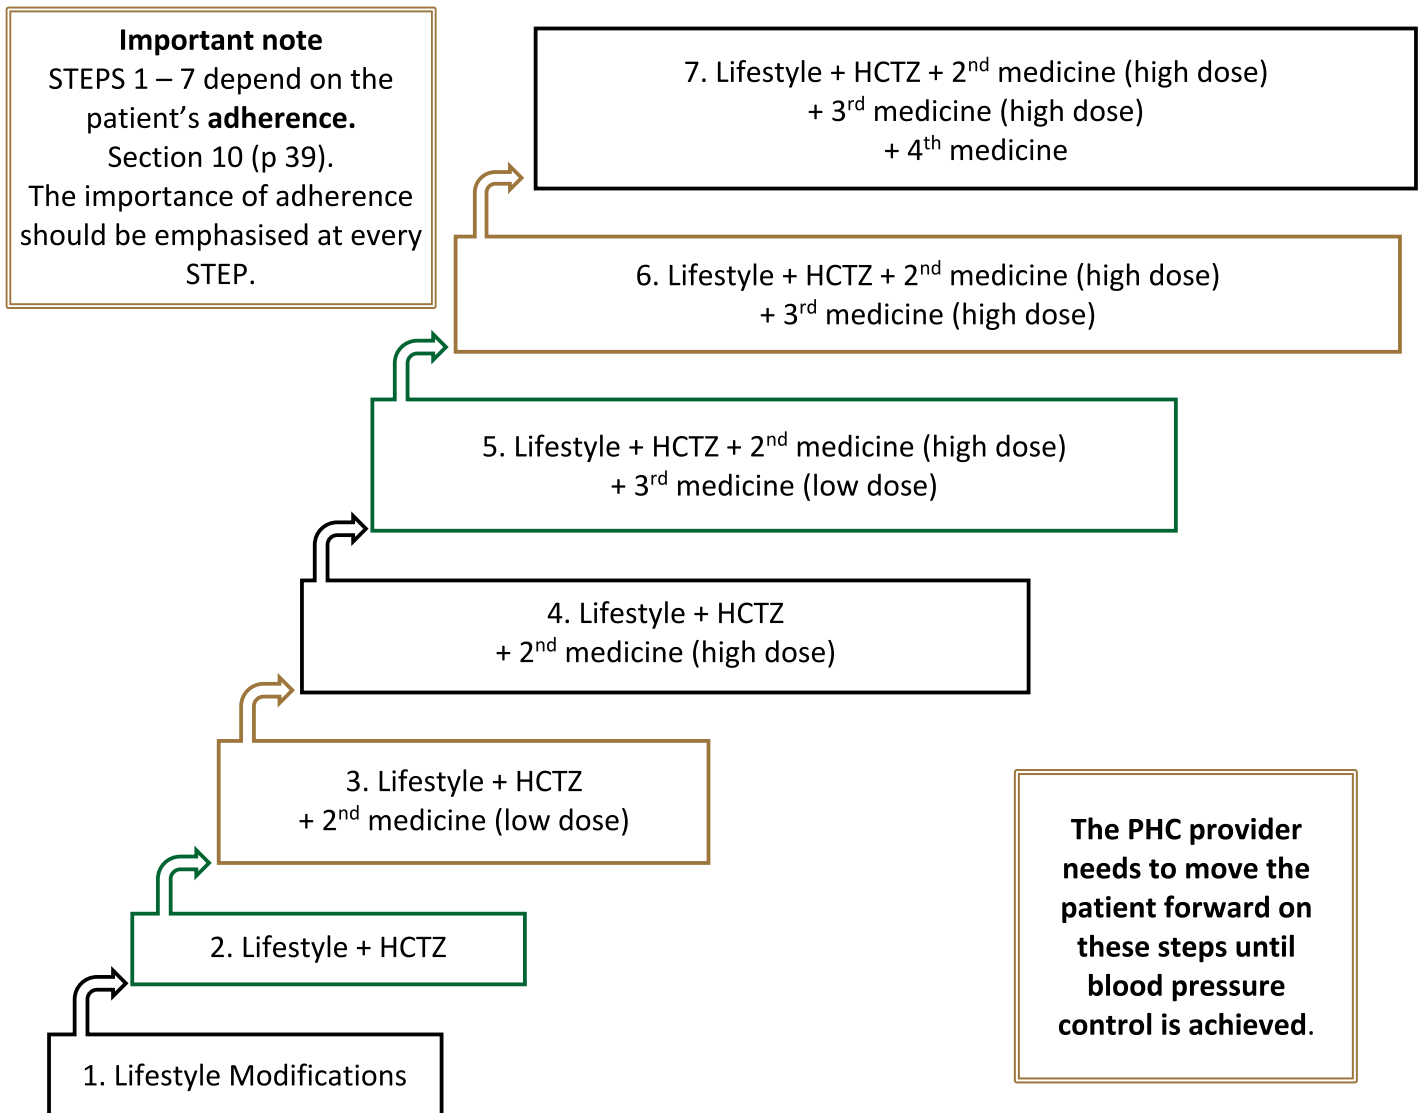 Important note
STEPS 1 – 7 depend on the
patient’s adherence.
Section 10 (p 39).
The importance of adherence
should be emphasised at every
STEP.
7. Lifestyle + HCTZ + 2nd medicine (high dose)
+ 3rd medicine (high dose)
+ 4th medicine
6. Lifestyle + HCTZ + 2nd medicine (high dose)
+ 3rd medicine (high dose)
5. Lifestyle + HCTZ + 2nd medicine (high dose)
+ 3rd medicine (low dose)
4. Lifestyle + HCTZ
+ 2nd medicine (high dose)
3. Lifestyle + HCTZ
+ 2nd medicine (low dose)
2. Lifestyle + HCTZ
1. Lifestyle Modifications
The PHC provider
needs to move the
patient forward on
these steps until
blood pressure
control is achieved.